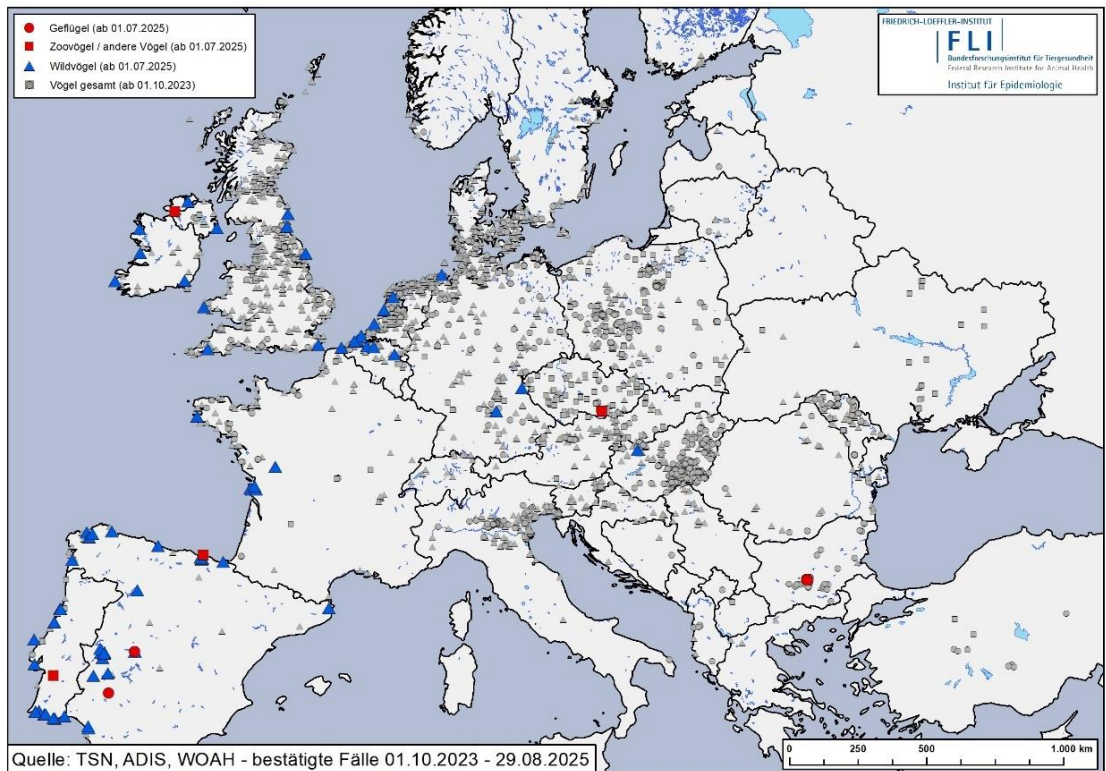 Geflügel (ab 01.07.2025)
Zoovögel / andere Vögel (ab 01.07.2025)
Wildvögel (ab 01.07.2025)
Vögel gesamt (ab 01.10.2023)
FRIEDRICH-LOEFFLER-INSTITUT
FLI
Bundesforschungsinstitut für Tiergesundheit
Federal Research Institute for Animal Health
Institut für Epidemiologie
Quelle: TSN, ADIS, WOAH - bestätigte Fälle 01.10.2023 - 29.08.2025
0 250 500 1.000 km